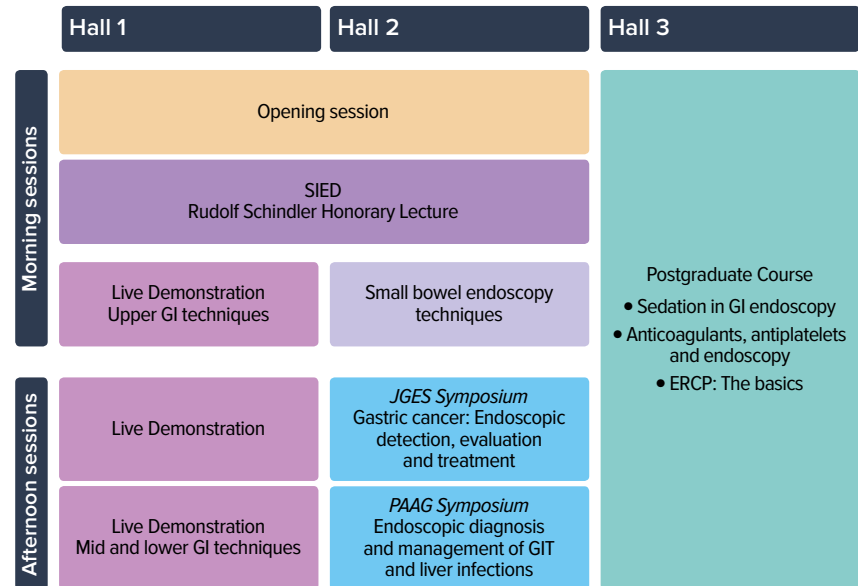 Hall 1
Hall 2
Hall 3
Morning sessions
Opening session
SIED
Rudolf Schindler Honorary Lecture
Live Demonstration
Upper GI techniques
Small bowel endoscopy
techniques
Postgraduate Course
• Sedation in GI endoscopy
• Anticoagulants, antiplatelets
and endoscopy
• ERCP: The basics
Afternoon sessions
Live Demonstration
JGES Symposium
Gastric cancer: Endoscopic
detection, evaluation
and treatment
Live Demonstration
Mid and lower GI techniques
PAAG Symposium
Endoscopic diagnosis
and management of GIT
and liver infections